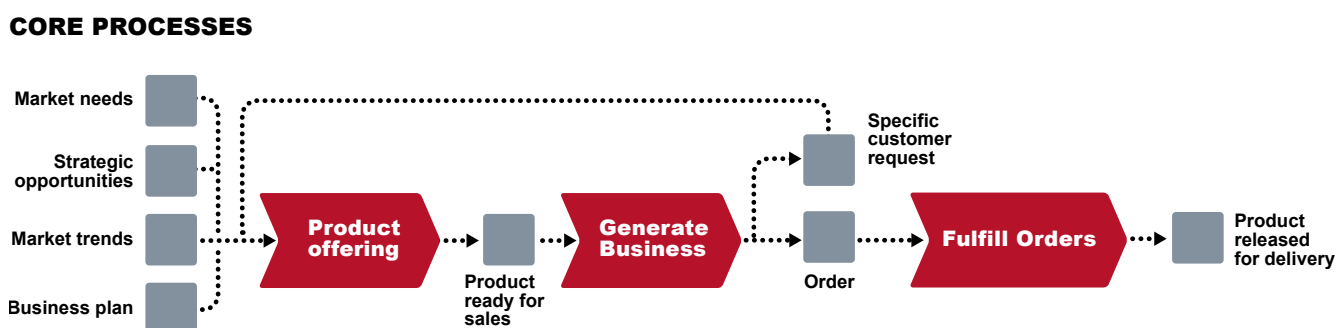 CORE PROCESSES
Market needs
Strategic
opportunities
Market trends
Business plan
Product
offering
Product
ready for
sales
Generate
Business
Specific
customer
request
Order
Fulfill Orders
Product
released
for delivery